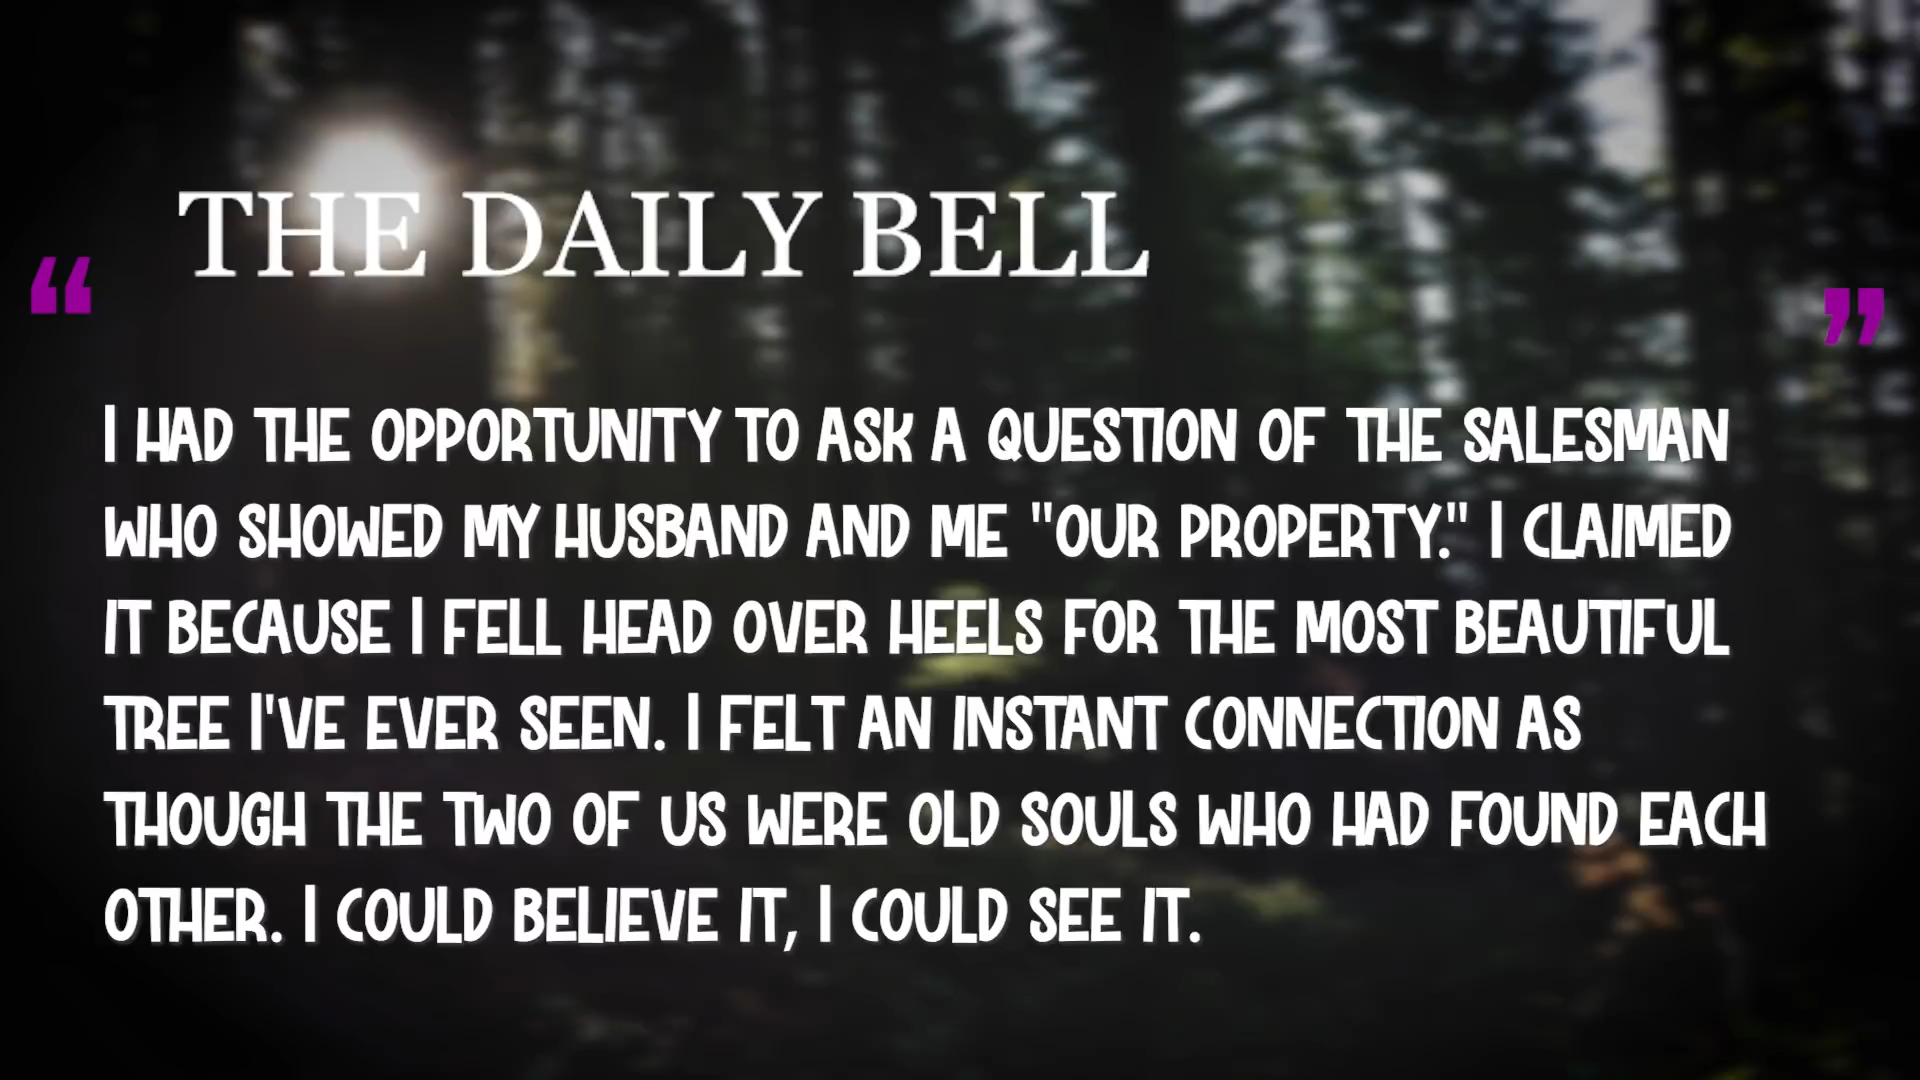 THE DAILY BELL
“ ”
I HAD THE OPPORTUNITY TO ASK A QUESTION OF THE SALESMAN
WHO SHOWED MY HUSBAND AND ME "OUR PROPERTY." I CLAIMED
IT BECAUSE I FELL HEAD OVER HEELS FOR THE MOST BEAUTIFUL
TREE I'VE EVER SEEN. I FELT AN INSTANT CONNECTION AS
THOUGH THE TWO OF US WERE OLD SOULS WHO HAD FOUND EACH
OTHER. I COULD BELIEVE IT, I COULD SEE IT.